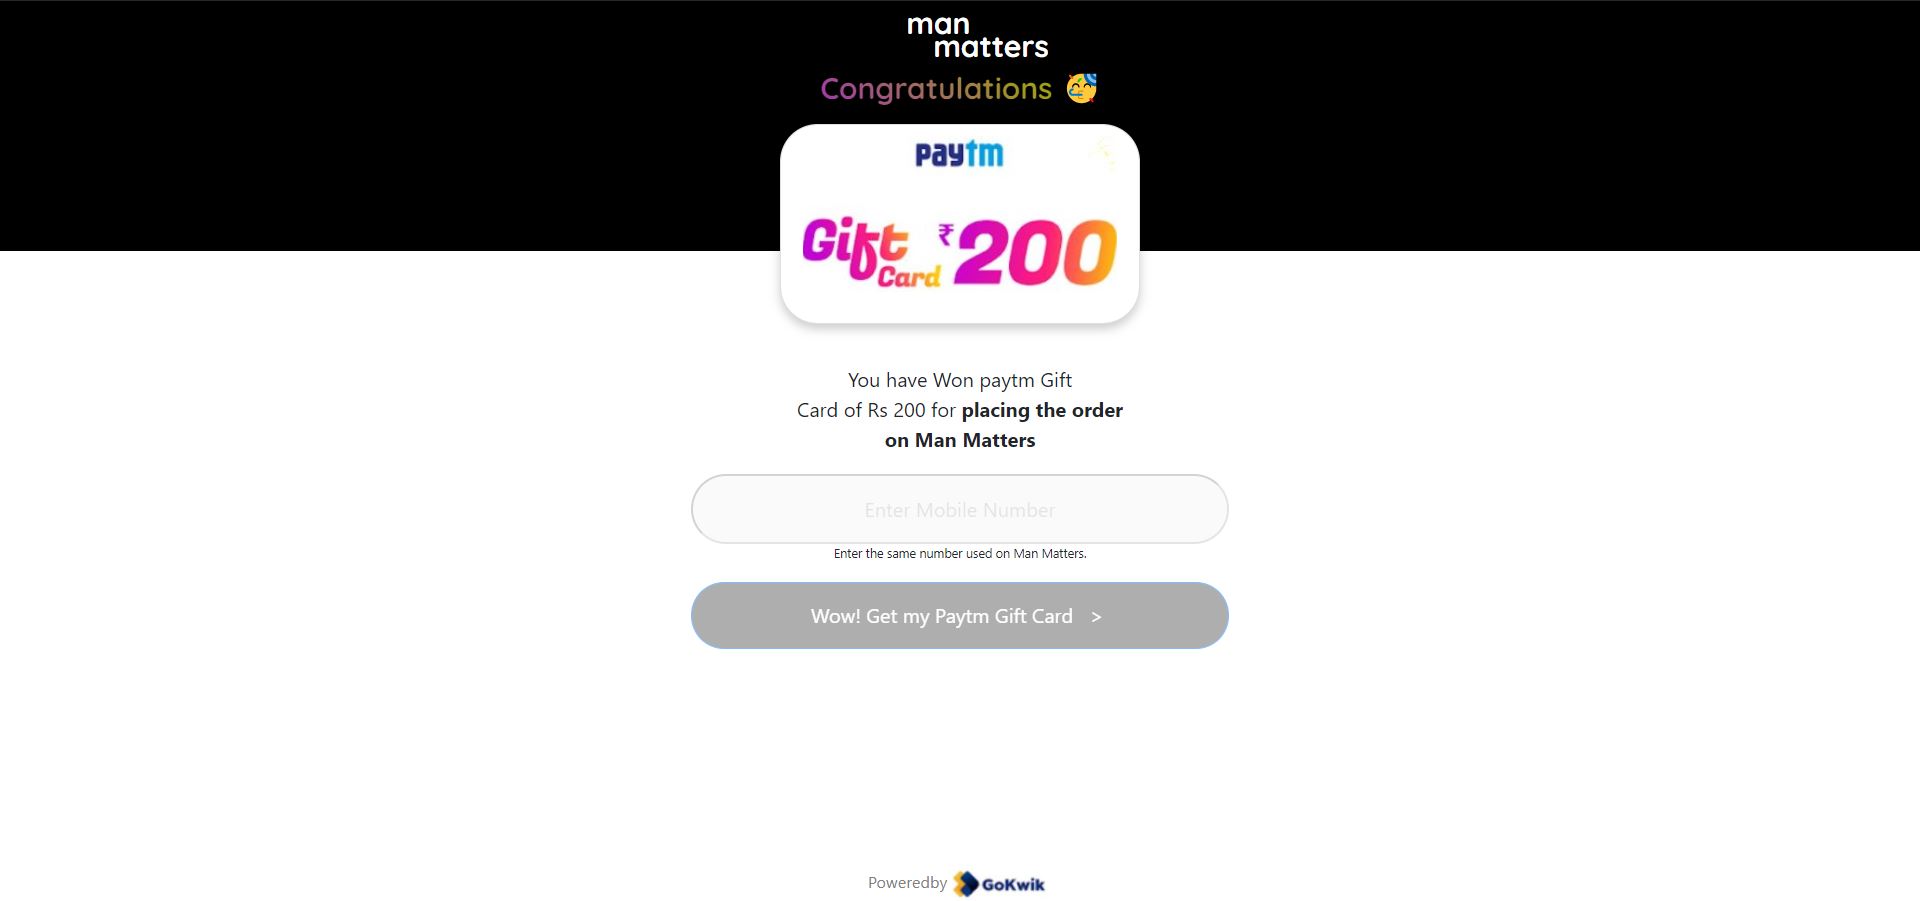 man
matters
Congratulations 🥳
paytm
Gift
Card
₹200
You have Won paytm Gift
Card of Rs 200 for placing the order
on Man Matters
Enter Mobile Number
Enter the same number used on Man Matters.
Wow! Get my Paytm Gift Card >
Poweredby GoKwik